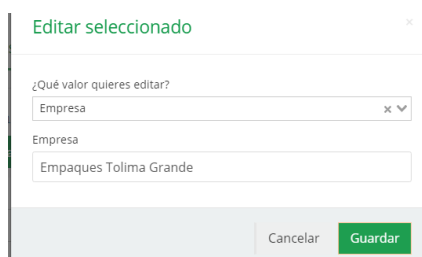 Editar seleccionado
¿Qué valor quieres editar?
Empresa
Empresa
Empaques Tolima Grande
Cancelar Guardar